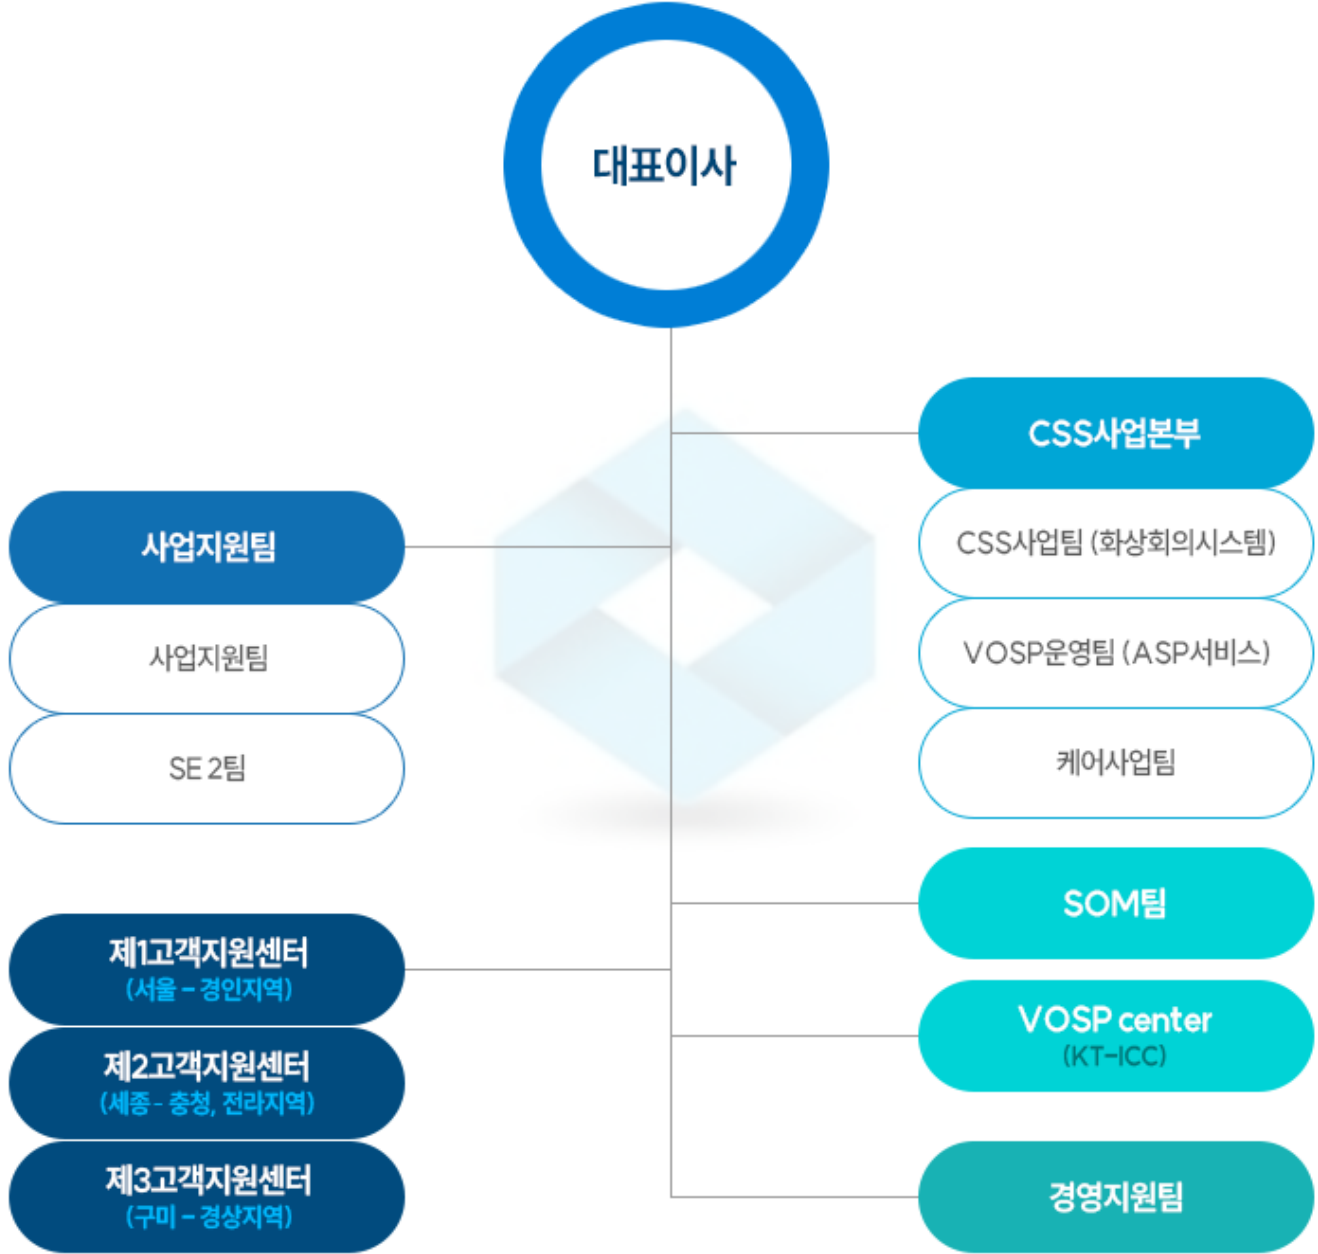 대표이사
CSS사업본부
CSS사업팀 (화상회의시스템)
VOSP운영팀 (ASP서비스)
케어사업팀
사업지원팀
사업지원팀
SE 2팀
SOM팀
VOSP center
(KT-ICC)
경영지원팀
제1고객지원센터
(서울 - 경인지역)
제2고객지원센터
(세종 - 충청, 전라지역)
제3고객지원센터
(구미 - 경상지역)